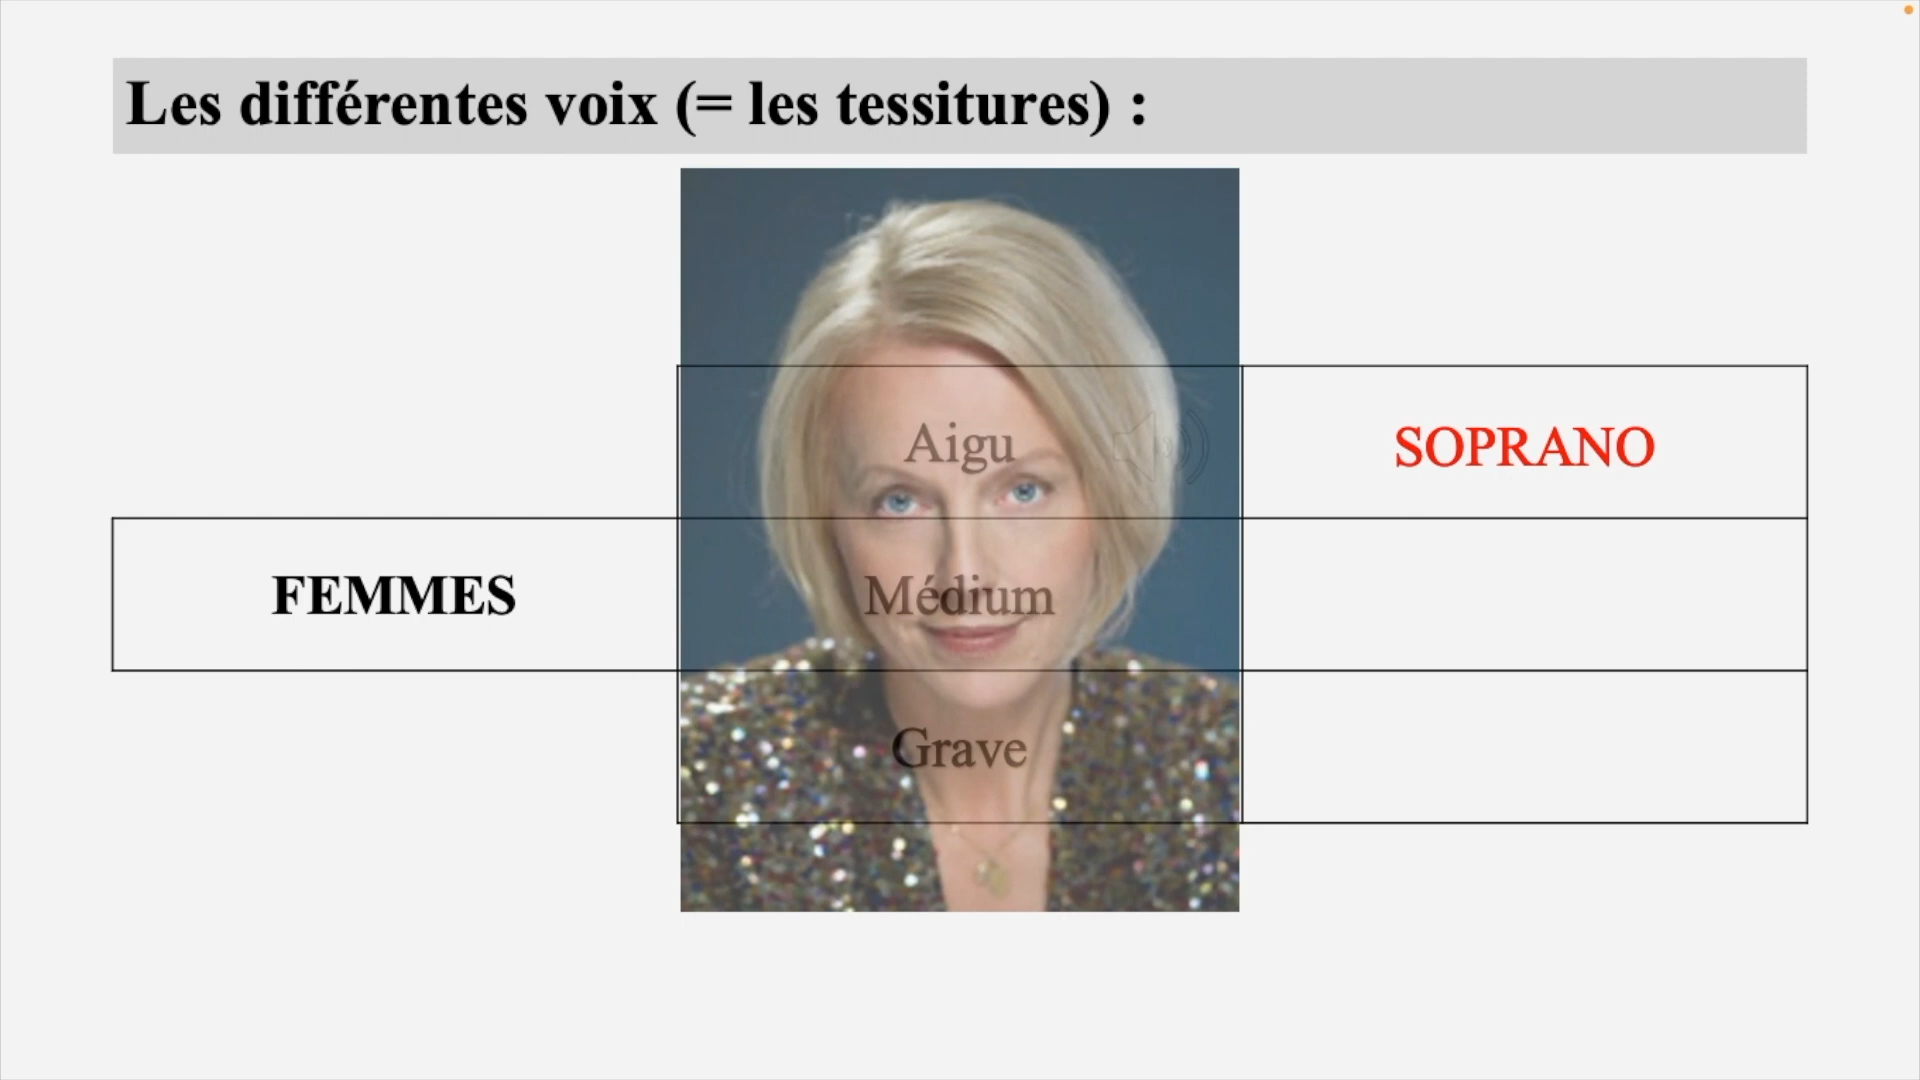 Les différentes voix (= les tessitures) :
Aigu
SOPRANO
FEMMES
Médium
Grave